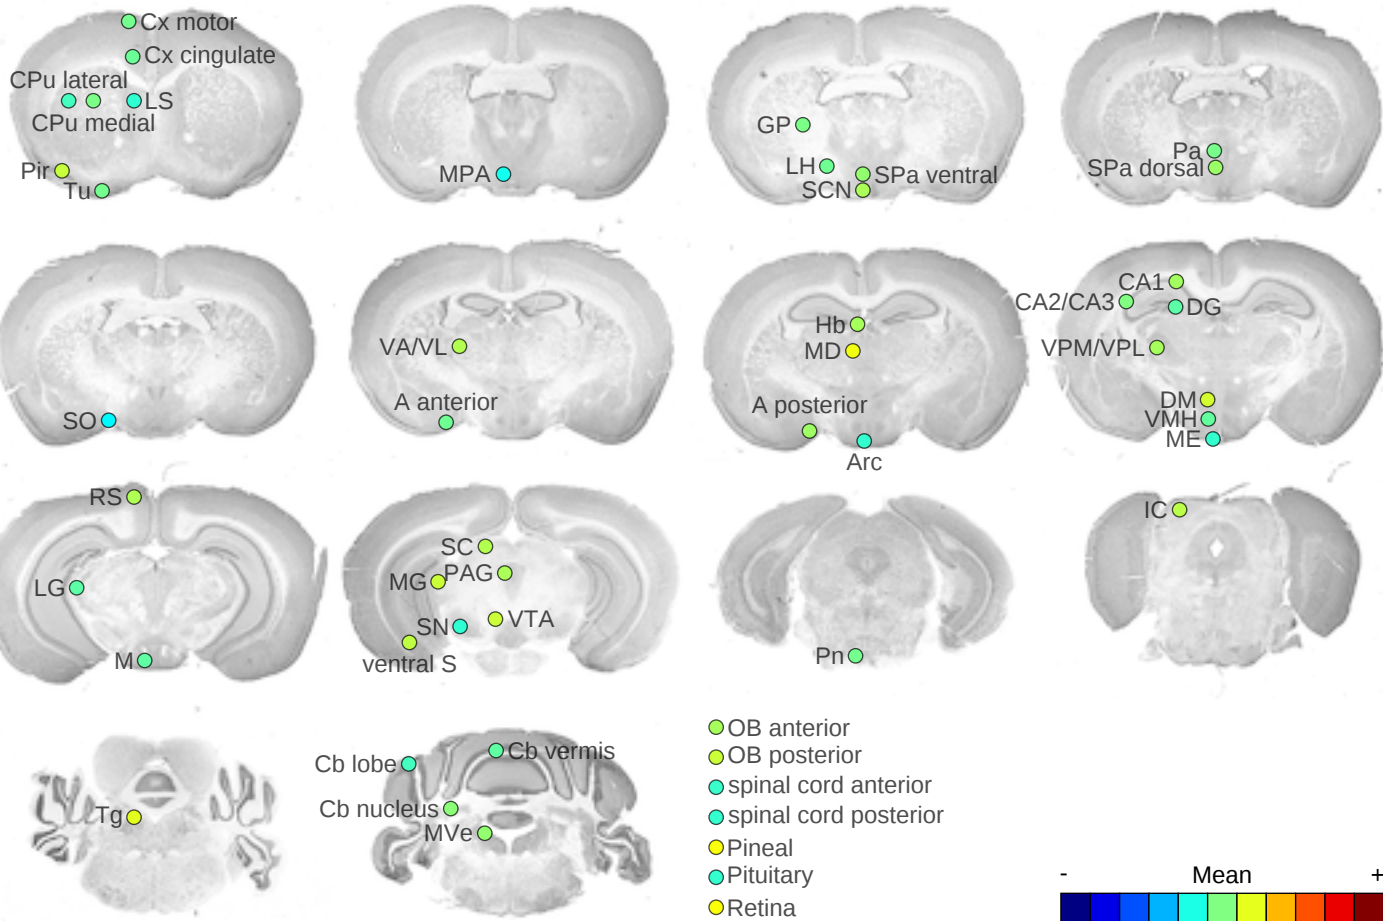 Cx motor
Cx cingulate
CPu lateral
LS
CPu medial
Pir
Tu
MPA
GP
LH
SPa ventral
SCN
Pa
SPa dorsal
SO
VA/VL
A anterior
Hb
MD
A posterior
Arc
CA1
CA2/CA3
DG
VPM/VPL
DM
VMH
ME
RS
LG
M
SC
PAG
MG
VTA
SN
ventral S
Pn
IC
Tg
Cb vermis
Cb lobe
Cb nucleus
MVe
OB anterior
OB posterior
spinal cord anterior
spinal cord posterior
Pineal
Pituitary
Retina
- Mean +